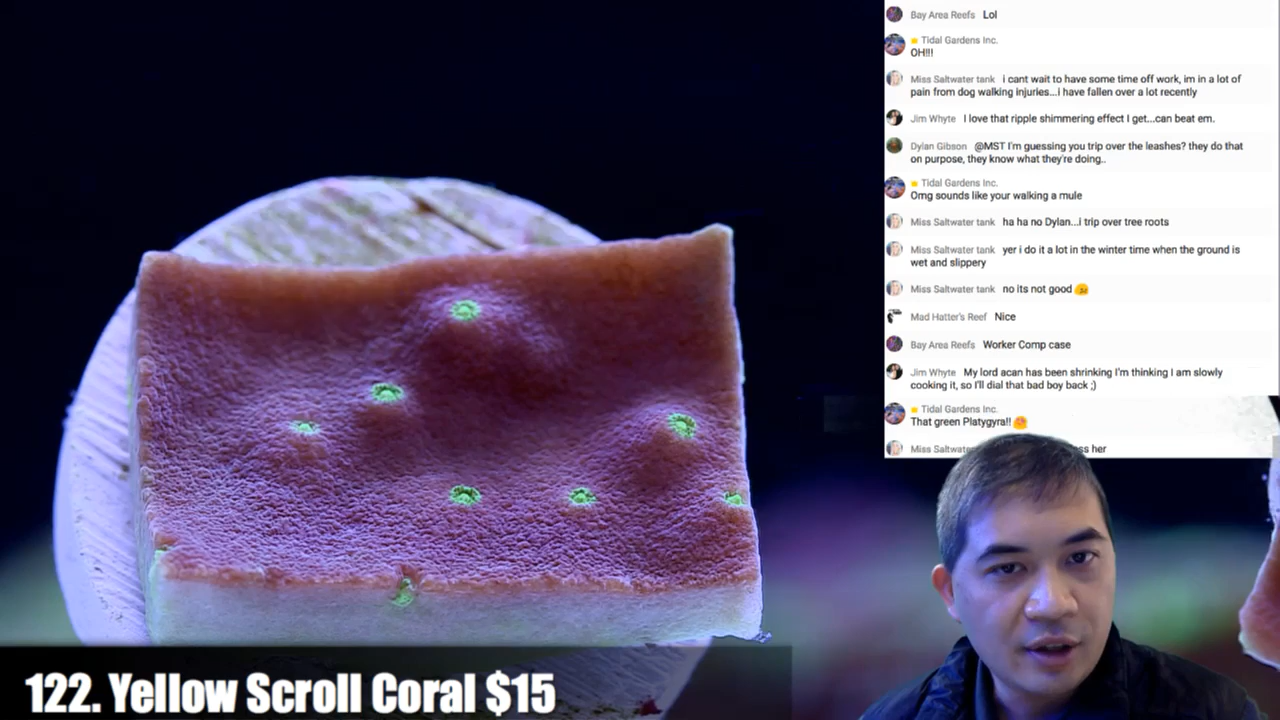 Bay Area Reefs Lol
Tidal Gardens Inc.
OH!!!
Miss Saltwater tank i cant wait to have some time off work, im in a lot of
pain from dog walking injuries...i have fallen over a lot recently
Jim Whyte I love that ripple shimmering effect I get...can beat em.
Dylan Gibson @MST I'm guessing you trip over the leashes? they do that
on purpose, they know what they're doing..
Tidal Gardens Inc.
Omg sounds like your walking a mule
Miss Saltwater tank ha ha no Dylan...i trip over tree roots
Miss Saltwater tank yer i do it a lot in the winter time when the ground is
wet and slippery
Miss Saltwater tank no its not good
Mad Hatter's Reef Nice
Bay Area Reefs Worker Comp case
Jim Whyte My lord acan has been shrinking I'm thinking I am slowly
cooking it, so I'll dial that bad boy back ;)
Tidal Gardens Inc.
That green Platygyra!!
Miss her
122. Yellow Scroll Coral $15